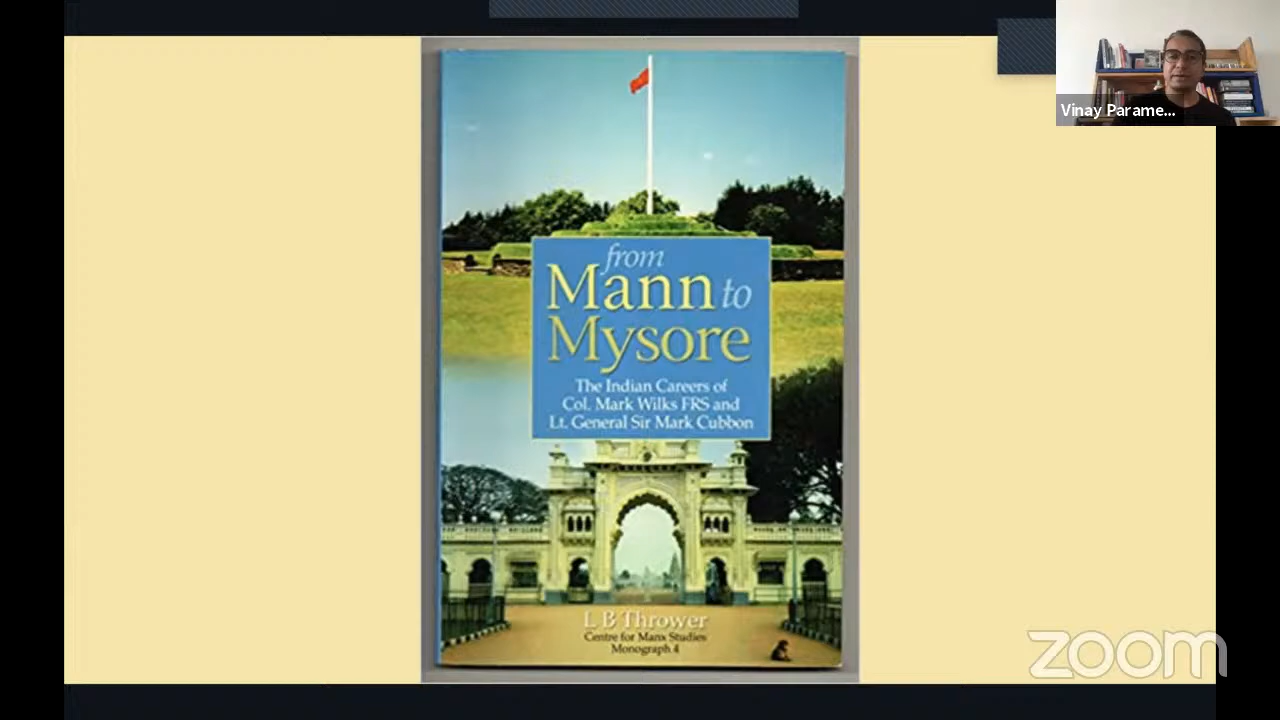 Vinay Parame...
from
Mann to
Mysore
The Indian Careers of
Col. Mark Wilks FRS and
Lt. General Sir Mark Cubbon
L B Thrower
Centre for Manx Studies
Monograph 4
zoom